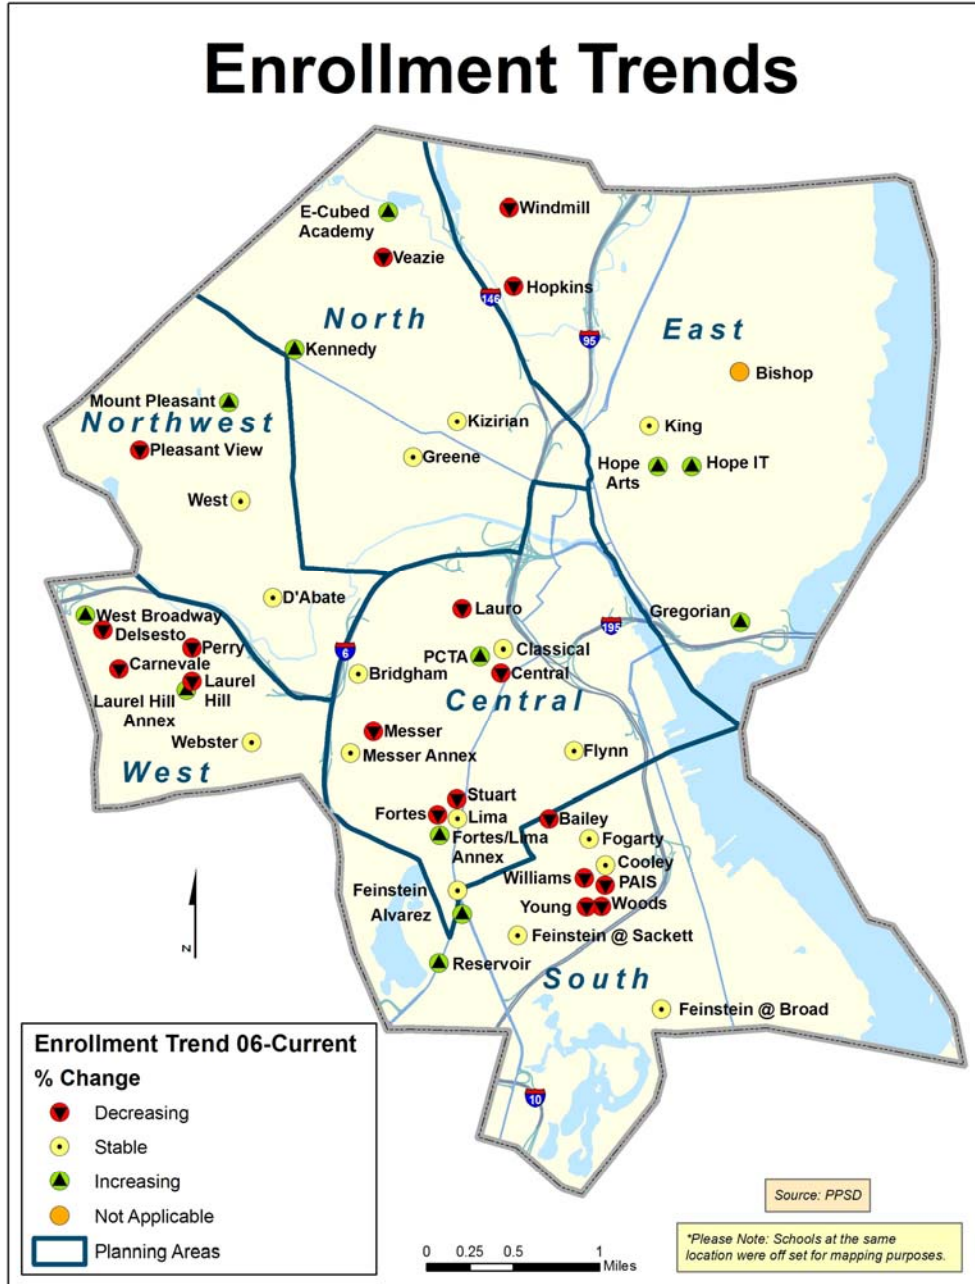 Enrollment Trends
E-Cubed
Academy
Windmill
Veazie
Hopkins
146
North
East
95
Kennedy
Bishop
Mount Pleasant
Northwest
Kizirian
King
Pleasant View
Greene
Hope
Arts
Hope IT
West
D'Abate
Lauro
Gregorian
West Broadway
Delsesto
195
Perry
6
PCTA
Classical
Carnevale
Bridgham
Central
Laurel
Hill
Laurel Hill
Annex
Central
Messer
Webster
Messer Annex
Flynn
West
Stuart
Fortes
Lima
Bailey
Fortes/Lima
Annex
Fogarty
Cooley
Williams
PAIS
Feinstein
Young
Woods
Alvarez
Feinstein @ Sackett
Reservoir
South
Feinstein @ Broad
z
10
Enrollment Trend 06-Current
% Change
Decreasing
Stable
Increasing
Not Applicable
Planning Areas
0 0.25 0.5 1
Miles
Source: PPSD
*Please Note: Schools at the same
location were off set for mapping purposes.